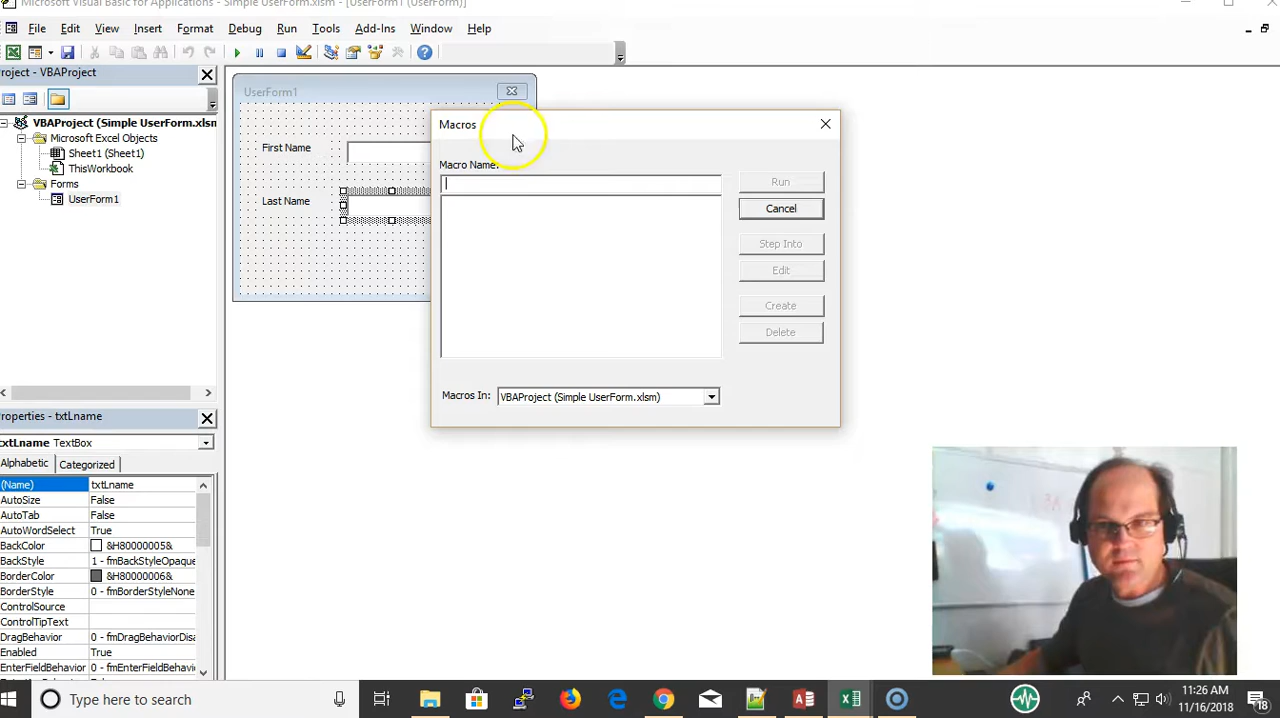 Microsoft Visual Basic for Applications - Simple UserForm.xlsm - [UserForm1 (UserForm)]
File Edit View Insert Format Debug Run Tools Add-Ins Window Help
roject - VBAProject
VBAProject (Simple UserForm.xlsn
Microsoft Excel Objects
Sheet1 (Sheet1)
ThisWorkbook
Forms
UserForm1
UserForm1
First Name
Last Name
Macros
Macro Name:
Run
Cancel
Step Into
Edit
Create
Delete
Macros In: VBAProject (Simple UserForm.xlsm)
roperties - txtLname
txtLname TextBox
Alphabetic Categorized
(Name) txtLname
AutoSize False
AutoTab False
AutoWordSelect True
BackColor &H80000005&
BackStyle 1 - fmBackStyleOpaque
BorderColor &H80000006&
BorderStyle 0 - fmBorderStyleNone
ControlSource
ControlTipText
DragBehavior 0 - fmDragBehaviorDisa
Enabled True
EnterFieldBehavior 0 - fmEnterFieldBehavio
Type here to search
11:26 AM
11/16/2018
18